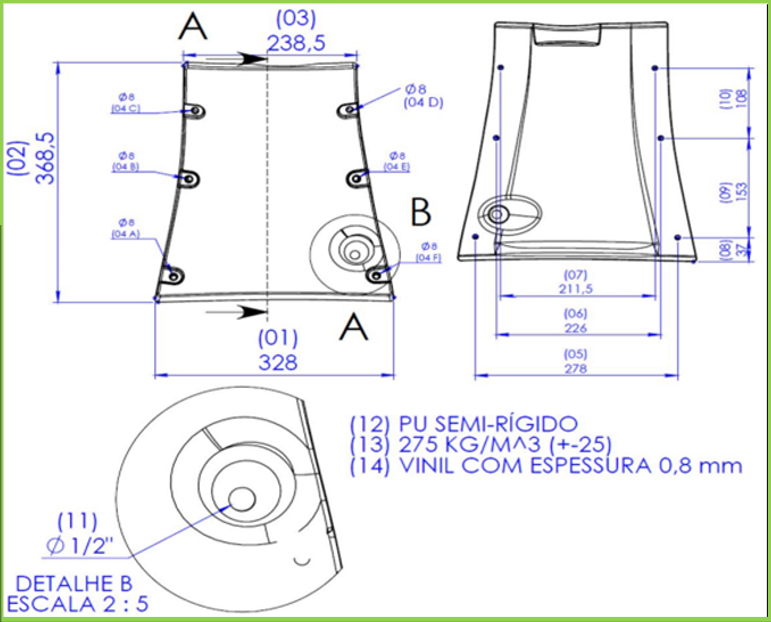 A
(03)
238,5
Ø8
(04 C)
Ø8
(04 D)
(02)
368,5
Ø8
(04 B)
Ø8
(04 E)
B
Ø8
(04 A)
Ø8
(04 F)
A
(01)
328
(10)
108
(09)
153
(08)
37
(07)
211,5
(06)
226
(05)
278
(12) PU SEMI-RÍGIDO
(13) 275 KG/M^3 (+-25)
(14) VINIL COM ESPESSURA 0,8 mm
(11)
Ø 1/2"
DETALHE B
ESCALA 2 : 5